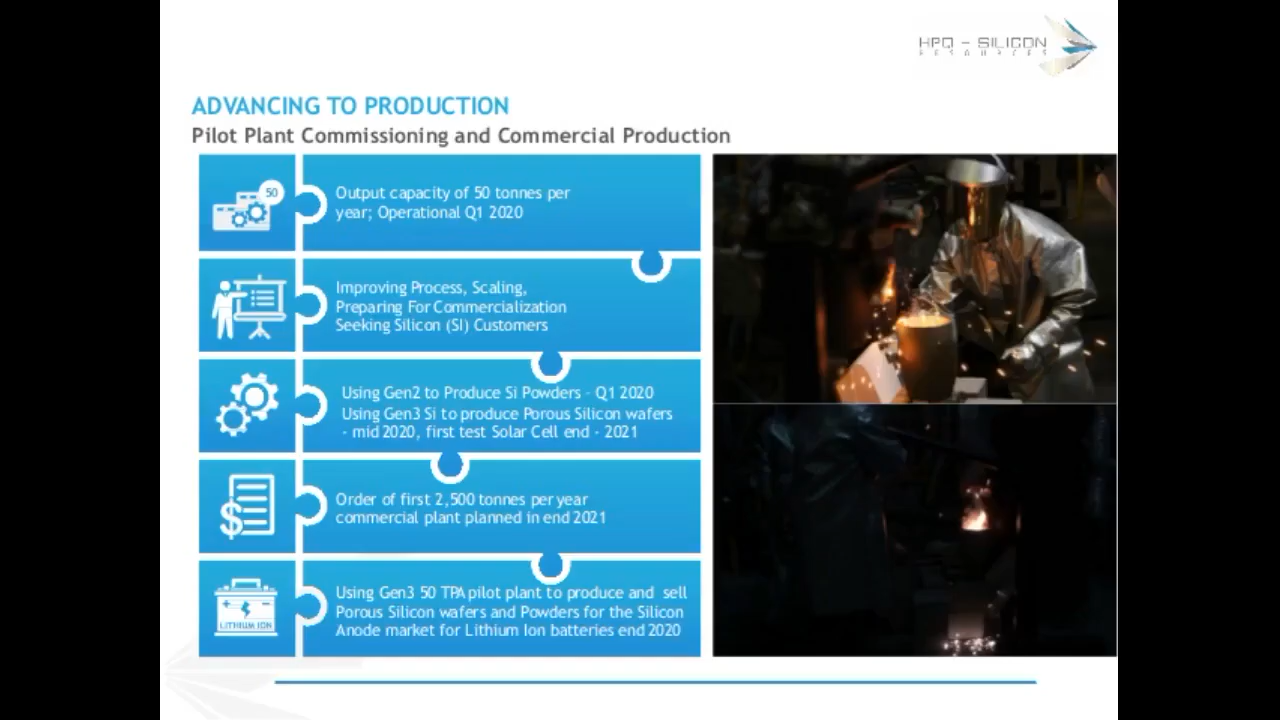 HPQ - SILICON
RESOURCES
ADVANCING TO PRODUCTION
Pilot Plant Commissioning and Commercial Production
50
Output capacity of 50 tonnes per
year; Operational Q1 2020
Improving Process, Scaling,
Preparing For Commercialization
Seeking Silicon (SI) Customers
Using Gen2 to Produce Si Powders - Q1 2020
Using Gen3 Si to produce Porous Silicon wafers
- mid 2020, first test Solar Cell end - 2021
$
Order of first 2,500 tonnes per year
commercial plant planned in end 2021
LITHIUM ION
Using Gen3 50 TPA pilot plant to produce and sell
Porous Silicon wafers and Powders for the Silicon
Anode market for Lithium Ion batteries end 2020